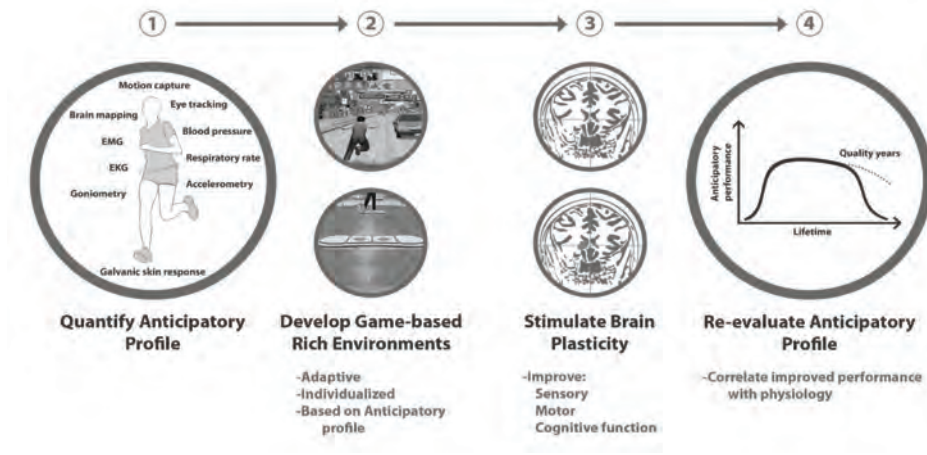 1
2
3
4
Motion capture
Eye tracking
Brain mapping
Blood pressure
EMG
Respiratory rate
EKG
Accelerometry
Goniometry
Galvanic skin response
Anticipatory
performance
Quality years
Lifetime
Quantify Anticipatory
Profile
Develop Game-based
Rich Environments
-Adaptive
-Individualized
-Based on Anticipatory
profile
Stimulate Brain
Plasticity
-Improve:
Sensory
Motor
Cognitive function
Re-evaluate Anticipatory
Profile
-Correlate improved performance
with physiology